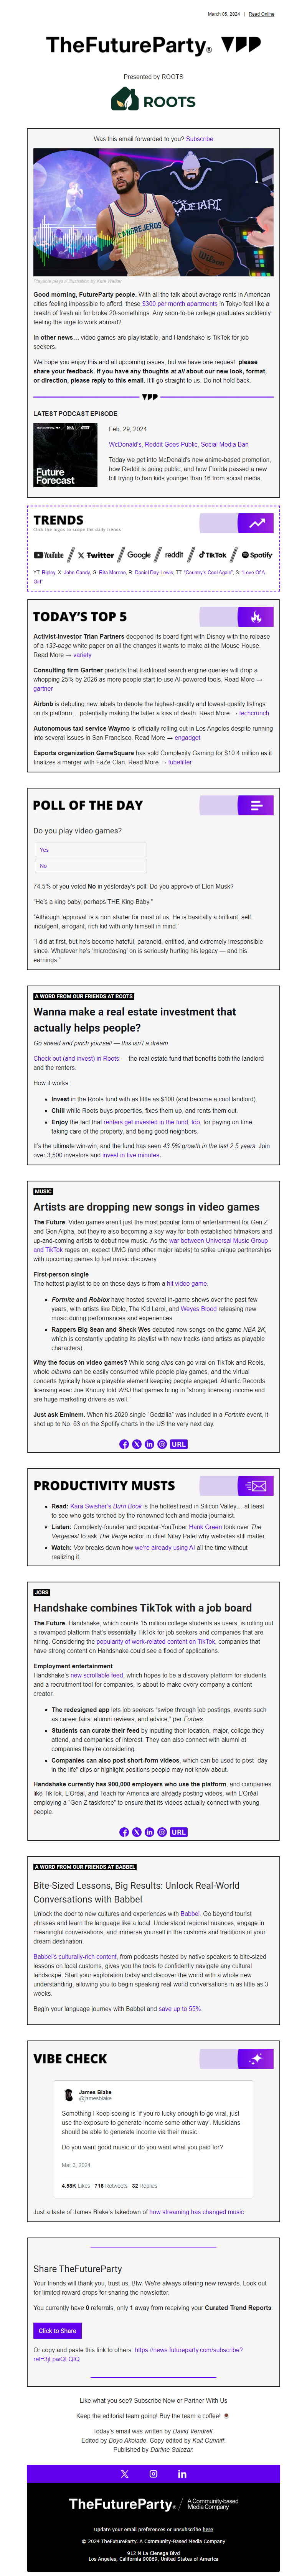 March 05, 2024 | Read Online
TheFutureParty®
Presented by ROOTS
ROOTS
Was this email forwarded to you? Subscribe
Good morning, FutureParty people. With all the talk about average rents in American
cities feeling impossible to afford, these $300 per month apartments in Tokyo feel like a
breath of fresh air for broke 20-somethings. Any soon-to-be college graduates suddenly
feeling the urge to work abroad?
In other news… video games are playlistable, and Handshake is TikTok for job
seekers.
We hope you enjoy this and all upcoming issues, but we have one request: please
share your feedback. If you have any thoughts at all about our new look, format,
or direction, please reply to this email. It'll go straight to us. Do not hold back.
LATEST PODCAST EPISODE
Future
Forecast
Feb. 29, 2024
WcDonald's, Reddit Goes Public, Social Media Ban
Today we get into McDonald's new anime-based promotion,
how Reddit is going public, and how Florida passed a new
bill trying to ban kids younger than 16 from social media.
TRENDS
Click the logos to scope the daily trends
YouTube / Twitter / Google / reddit / TikTok / Spotify
YT: Ripley, X: John Candy, G: Rita Moreno, R: Daniel Day-Lewis, TT: "Country's Cool Again", S: "Love Of A
Girl"
TODAY'S TOP 5
Activist-investor Trian Partners deepened its board fight with Disney with the release
of a 133-page white paper on all the changes it wants to make at the Mouse House.
Read More → variety
Consulting firm Gartner predicts that traditional search engine queries will drop a
whopping 25% by 2026 as more people start to use AI-powered tools. Read More →
gartner
Airbnb is debuting new labels to denote the highest-quality and lowest-quality listings
on its platform… potentially making the latter a kiss of death. Read More → techcrunch
Autonomous taxi service Waymo is officially rolling out in Los Angeles despite running
into several issues in San Francisco. Read More → engadget
Esports organization GameSquare has sold Complexity Gaming for $10.4 million as it
finalizes a merger with FaZe Clan. Read More → tubefilter
POLL OF THE DAY
Do you play video games?
Yes
No
74.5% of you voted No in yesterday's poll: Do you approve of Elon Musk?
"He's a king baby, perhaps THE King Baby."
"Although 'approval' is a non-starter for most of us. He is basically a brilliant, self-
indulgent, arrogant, rich kid with only himself in mind."
"I did at first, but he's become hateful, paranoid, entitled, and extremely irresponsible
since. Whatever he's 'microdosing' on is seriously hurting his legacy — and his
earnings."
A WORD FROM OUR FRIENDS AT ROOTS
Wanna make a real estate investment that
actually helps people?
Go ahead and pinch yourself — this isn't a dream.
Check out (and invest in) Roots — the real estate fund that benefits both the landlord
and the renters.
How it works:
• Invest in the Roots fund with as little as $100 (and become a cool landlord).
• Chill while Roots buys properties, fixes them up, and rents them out.
• Enjoy the fact that renters get invested in the fund, too, for paying on time,
taking care of the property, and being good neighbors.
It's the ultimate win-win, and the fund has seen 43.5% growth in the last 2.5 years. Join
over 3,500 investors and invest in five minutes.
MUSIC
Artists are dropping new songs in video games
The Future. Video games aren't just the most popular form of entertainment for Gen Z
and Gen Alpha, but they're also becoming a key way for both established hitmakers and
up-and-coming artists to debut new music. As the war between Universal Music Group
and TikTok rages on, expect UMG (and other major labels) to strike unique partnerships
with upcoming games to fuel music discovery.
First-person single
The hottest playlist to be on these days is from a hit video game.
• Fortnite and Roblox have hosted several in-game shows over the past few
years, with artists like Diplo, The Kid Laroi, and Weyes Blood releasing new
music during performances and experiences.
• Rappers Big Sean and Sheck Wes debuted new songs on the game NBA 2K,
which is constantly updating its playlist with new tracks (and artists as playable
characters).
Why the focus on video games? While song clips can go viral on TikTok and Reels,
whole albums can be easily consumed while people play games, and the virtual
concerts typically have a playable element keeping people engaged. Atlantic Records
licensing exec Joe Khoury told WSJ that games bring in "strong licensing income and
are huge marketing drivers as well."
Just ask Eminem. When his 2020 single "Godzilla" was included in a Fortnite event, it
shot up to No. 63 on the Spotify charts in the US the very next day.
URL
PRODUCTIVITY MUSTS
• Read: Kara Swisher's Burn Book is the hottest read in Silicon Valley… at least
to see who gets torched by the renowned tech and media journalist.
• Listen: Complexly-founder and popular-YouTuber Hank Green took over The
Vergecast to ask The Verge editor-in chief Nilay Patel why websites still matter.
• Watch: Vox breaks down how we're already using AI all the time without
realizing it.
JOBS
Handshake combines TikTok with a job board
The Future. Handshake, which counts 15 million college students as users, is rolling out
a revamped platform that's essentially TikTok for job seekers and companies that are
hiring. Considering the popularity of work-related content on TikTok, companies that
have strong content on Handshake could see a flood of applications.
Employment entertainment
Handshake's new scrollable feed, which hopes to be a discovery platform for students
and a recruitment tool for companies, is about to make every company a content
creator.
• The redesigned app lets job seekers "swipe through job postings, events such
as career fairs, alumni reviews, and advice," per Forbes.
• Students can curate their feed by inputting their location, major, college they
attend, and companies of interest. They can also connect with alumni at
companies they're considering.
• Companies can also post short-form videos, which can be used to post "day
in the life" clips or highlight positions people may not know about.
Handshake currently has 900,000 employers who use the platform, and companies
like TikTok, L'Oréal, and Teach for America are already posting videos, with L'Oréal
employing a "Gen Z taskforce" to ensure that its videos actually connect with young
people.
URL
A WORD FROM OUR FRIENDS AT BABBEL
Bite-Sized Lessons, Big Results: Unlock Real-World
Conversations with Babbel
Unlock the door to new cultures and experiences with Babbel. Go beyond tourist
phrases and learn the language like a local. Understand regional nuances, engage in
meaningful conversations, and immerse yourself in the customs and traditions of your
dream destination.
Babbel's culturally-rich content, from podcasts hosted by native speakers to bite-sized
lessons on local customs, gives you the tools to confidently navigate any cultural
landscape. Start your exploration today and discover the world with a whole new
understanding, allowing you to begin speaking real-world conversations in as little as 3
weeks.
Begin your language journey with Babbel and save up to 55%.
VIBE CHECK
James Blake
@jamesblake
Something I keep seeing is 'if you're lucky enough to go viral, just
use the exposure to generate income some other way'. Musicians
should be able to generate income via their music.
Do you want good music or do you want what you paid for?
Mar 3, 2024
4.58K Likes 718 Retweets 32 Replies
Just a taste of James Blake's takedown of how streaming has changed music.
Share TheFutureParty
Your friends will thank you, trust us. Btw. We're always offering new rewards. Look out
for limited reward drops for sharing the newsletter.
You currently have 0 referrals, only 1 away from receiving your Curated Trend Reports.
Click to Share
Or copy and paste this link to others: https://news.futureparty.com/subscribe?
ref=3jLpwQLQfQ
Like what you see? Subscribe Now or Partner With Us
Keep the editorial team going! Buy the team a coffee!
Today's email was written by David Vendrell.
Edited by Boye Akolade. Copy edited by Kait Cunniff.
Published by Darline Salazar.
TheFutureParty® / A Community-based
Media Company
Update your email preferences or unsubscribe here
© 2024 TheFutureParty. A Community-Based Media Company
912 N La Cienega Blvd
Los Angeles, California 90069, United States of America